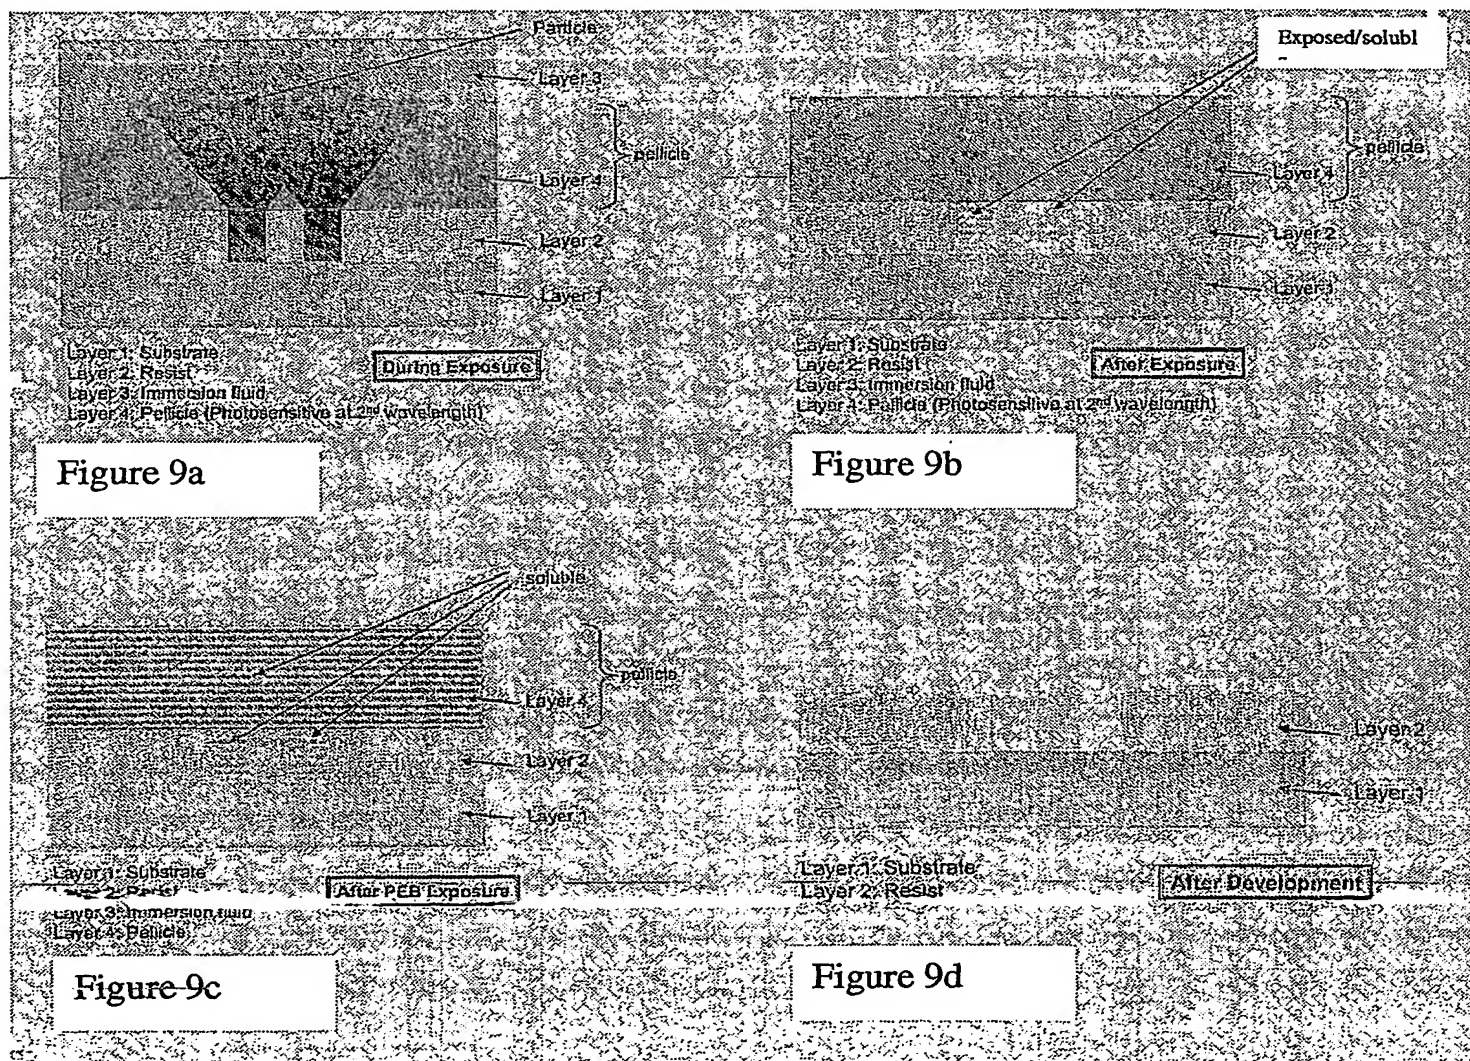 Particle
Layer 3
pellicle
Layer 4
Layer 2
Layer 1
Layer 1: Substrate
Layer 2: Resist
Layer 3: Immersion fluid
Layer 4: Pellicle (Photosensitive at 2nd wavelength)
During Exposure
Figure 9a
Exposed/solubl
pellicle
Layer 4
Layer 2
Layer 1
Layer 1: Substrate
Layer 2: Resist
Layer 3: Immersion fluid
Layer 4: Pellicle (Photosensitive at 2nd wavelength)
After Exposure
Figure 9b
soluble
pellicle
Layer 4
Layer 2
Layer 1
Layer 1: Substrate
2: Resist
Layer 3: Immersion fluid
Layer 4: Pellicle
After PEB Exposure
Figure 9c
Layer 2
Layer 1
Layer 1: Substrate
Layer 2: Resist
After Development
Figure 9d